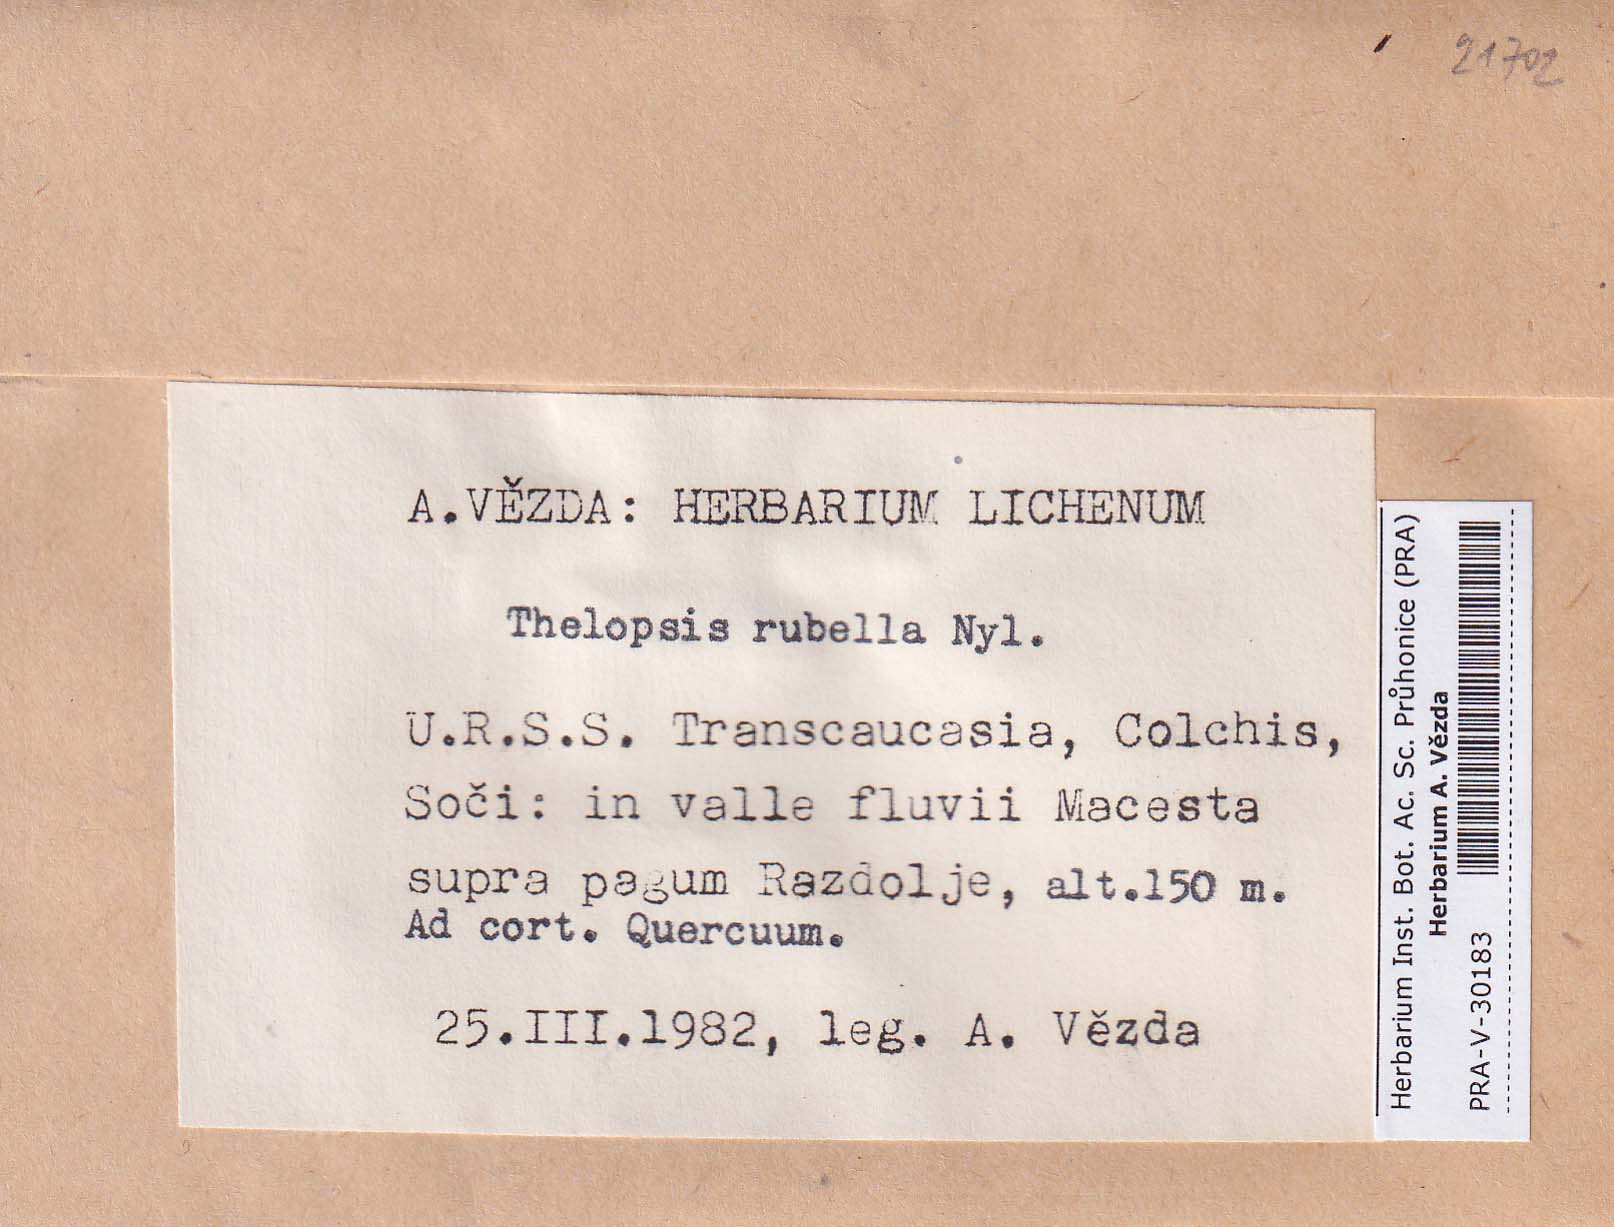 21702
A.VĚZDA: HERBARIUM LICHENUM
Thelopsis rubella Nyl.
U.R.S.S. Transcaucasia, Colchis,
Soči: in valle fluvii Macesta
supra pagum Razdolje, alt.150 m.
Ad cort. Quercuum.
25.III.1982, leg. A. Vězda
Herbarium Inst. Bot. Ac. Sc. Průhonice (PRA)
Herbarium A. Vězda
PRA-V-30183